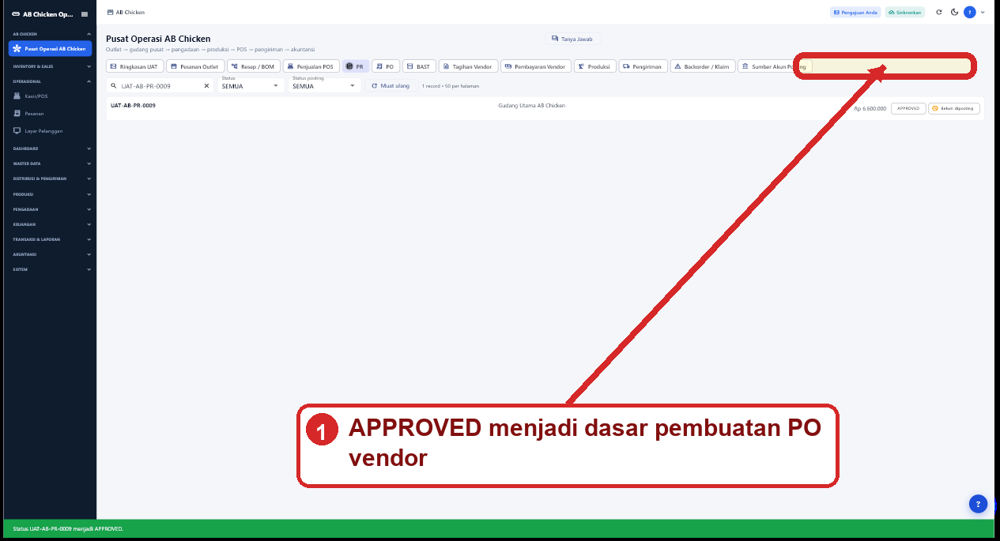 AB Chicken Op...
AB Chicken
Pengajuan Anda
Sinkronkan
?
AB CHICKEN
Pusat Operasi AB Chicken
INVENTORY & SALES
OPERASIONAL
Kasir/POS
Pesanan
Layar Pelanggan
DASHBOARD
MASTER DATA
DISTRIBUSI & PENGIRIMAN
PRODUKSI
PENGADAAN
KEUANGAN
TRANSAKSI & LAPORAN
AKUNTANSI
SISTEM
Pusat Operasi AB Chicken
Tanya Jawab
Outlet → gudang pusat → pengadaan → produksi → POS → pengiriman → akuntansi
Ringkasan UAT
Pesanan Outlet
Resep / BOM
Penjualan POS
PR
PO
BAST
Tagihan Vendor
Pembayaran Vendor
Produksi
Pengiriman
Backorder / Klaim
Sumber Akun Posting
UAT-AB-PR-0009
Status
SEMUA
Status posting
SEMUA
Muat ulang
1 record • 50 per halaman
UAT-AB-PR-0009
Gudang Utama AB Chicken
Rp 6.600.000
APPROVED
Belum diposting
1
APPROVED menjadi dasar pembuatan PO
vendor
?
Status UAT-AB-PR-0009 menjadi APPROVED.